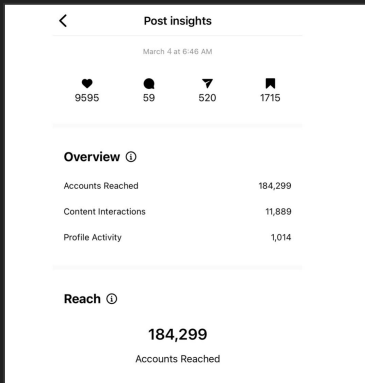 Post insights
March 4 at 6:46 AM
9595 59 520 1715
Overview
Accounts Reached 184,299
Content Interactions 11,889
Profile Activity 1,014
Reach
184,299
Accounts Reached